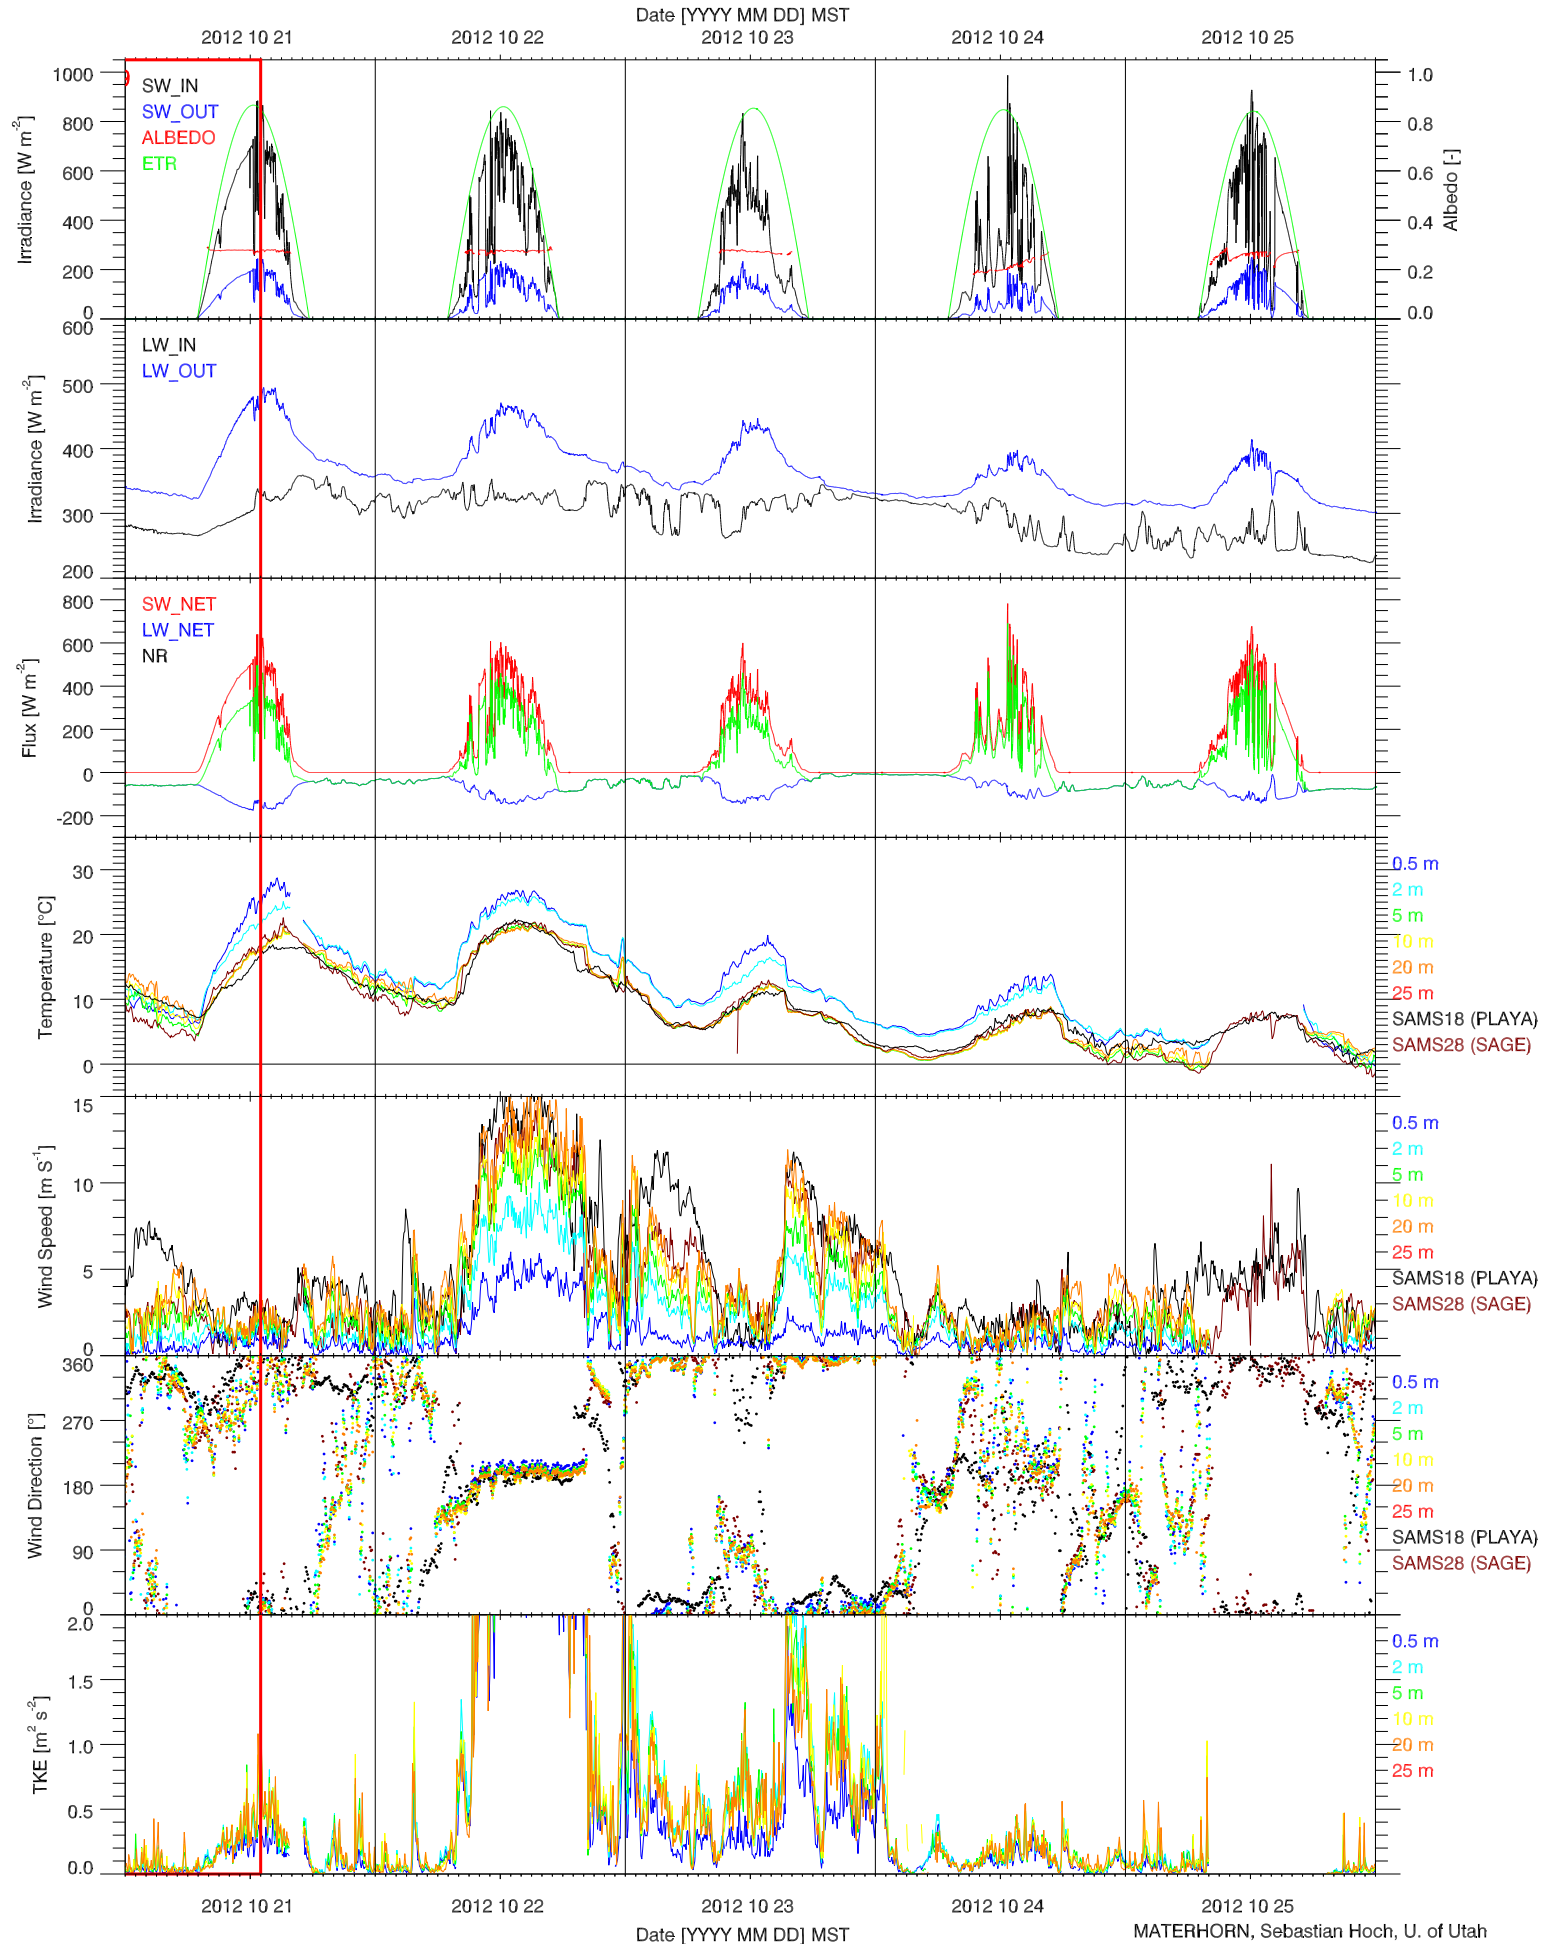 Date [YYYY MM DD] MST
2012 10 21 2012 10 22 2012 10 23 2012 10 24 2012 10 25
1000
800
600
400
200
0
Irradiance [W m-2]
SW_IN
SW_OUT
ALBEDO
ETR
1.0
0.8
0.6
0.4
0.2
0.0
Albedo [-]
600
500
400
300
200
Irradiance [W m-2]
LW_IN
LW_OUT
800
600
400
200
0
-200
Flux [W m-2]
SW_NET
LW_NET
NR
30
20
10
0
Temperature [°C]
0.5 m
2 m
5 m
10 m
20 m
25 m
SAMS18 (PLAYA)
SAMS28 (SAGE)
15
10
5
0
Wind Speed [m s-1]
0.5 m
2 m
5 m
10 m
20 m
25 m
SAMS18 (PLAYA)
SAMS28 (SAGE)
360
270
180
90
0
Wind Direction [°]
0.5 m
2 m
5 m
10 m
20 m
25 m
SAMS18 (PLAYA)
SAMS28 (SAGE)
2.0
1.5
1.0
0.5
0.0
TKE [m2 s-2]
0.5 m
2 m
5 m
10 m
20 m
25 m
2012 10 21 2012 10 22 2012 10 23 2012 10 24 2012 10 25
Date [YYYY MM DD] MST
MATERHORN, Sebastian Hoch, U. of Utah